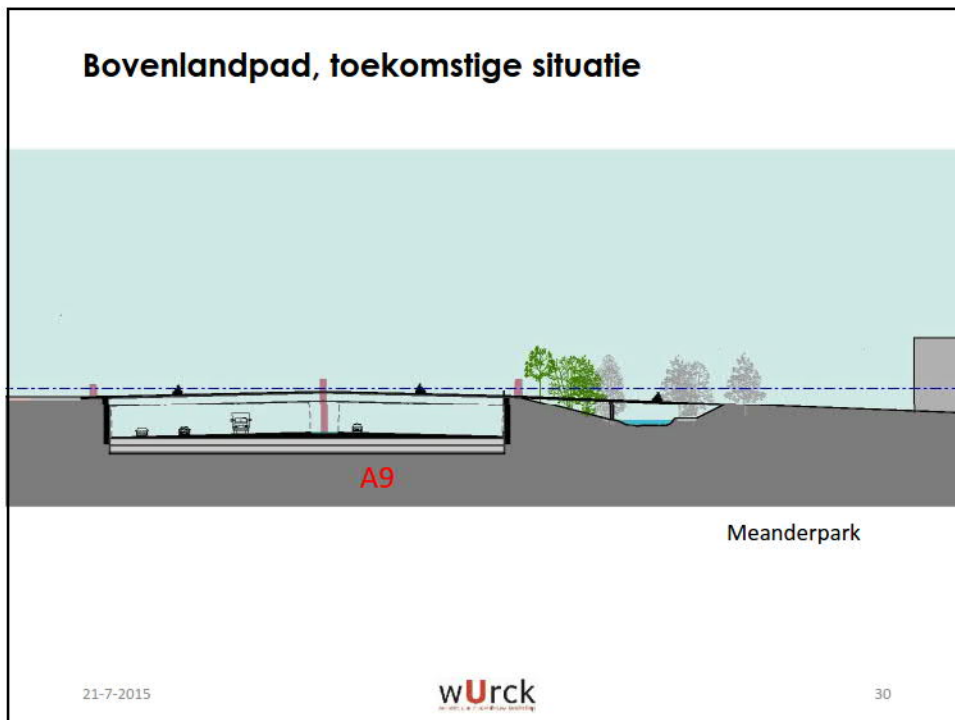 Bovenlandpad, toekomstige situatie
A9
Meanderpark
21-7-2015
wUrck
30